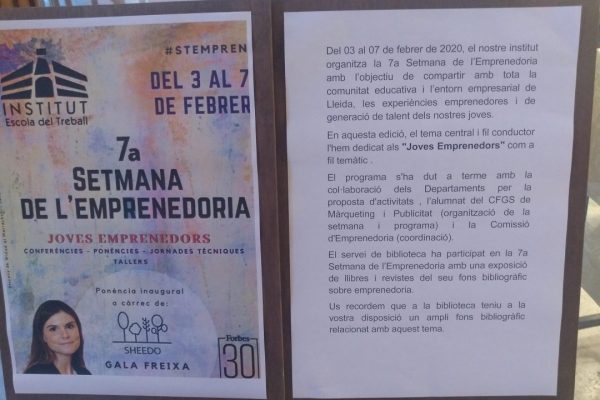 #STEMPREN
INSTITUT
Escola del Treball
DEL 3 AL 7
DE FEBRER
7a
SETMANA
DE L'EMPRENEDORIA
JOVES EMPRENEDORS
CONFERÈNCIES - PONÈNCIES - JORNADES TÈCNIQUES
TALLERS
Ponència inaugural
a càrrec de:
SHEEDO
GALA FREIXA
Forbes
30
Del 03 al 07 de febrer de 2020, el nostre institut
organitza la 7a Setmana de l'Emprenedoria
amb l'objectiu de compartir amb tota la
comunitat educativa i l'entorn empresarial de
Lleida, les experiències emprenedores i de
generació de talent dels nostres joves.
En aquesta edició, el tema central i fil conductor
l'hem dedicat als "Joves Emprenedors" com a
fil temàtic .
El programa s'ha dut a terme amb la
col·laboració dels Departaments per la
proposta d'activitats , l'alumnat del CFGS de
Màrqueting i Publicitat (organització de la
setmana i programa) i la Comissió
d'Emprenedoria (coordinació).
El servei de biblioteca ha participat en la 7a
Setmana de l'Emprenedoria amb una exposició
de llibres i revistes del seu fons bibliogràfic
sobre emprenedoria.
Us recordem que a la biblioteca teniu a la
vostra disposició un ampli fons bibliogràfic
relacionat amb aquest tema.